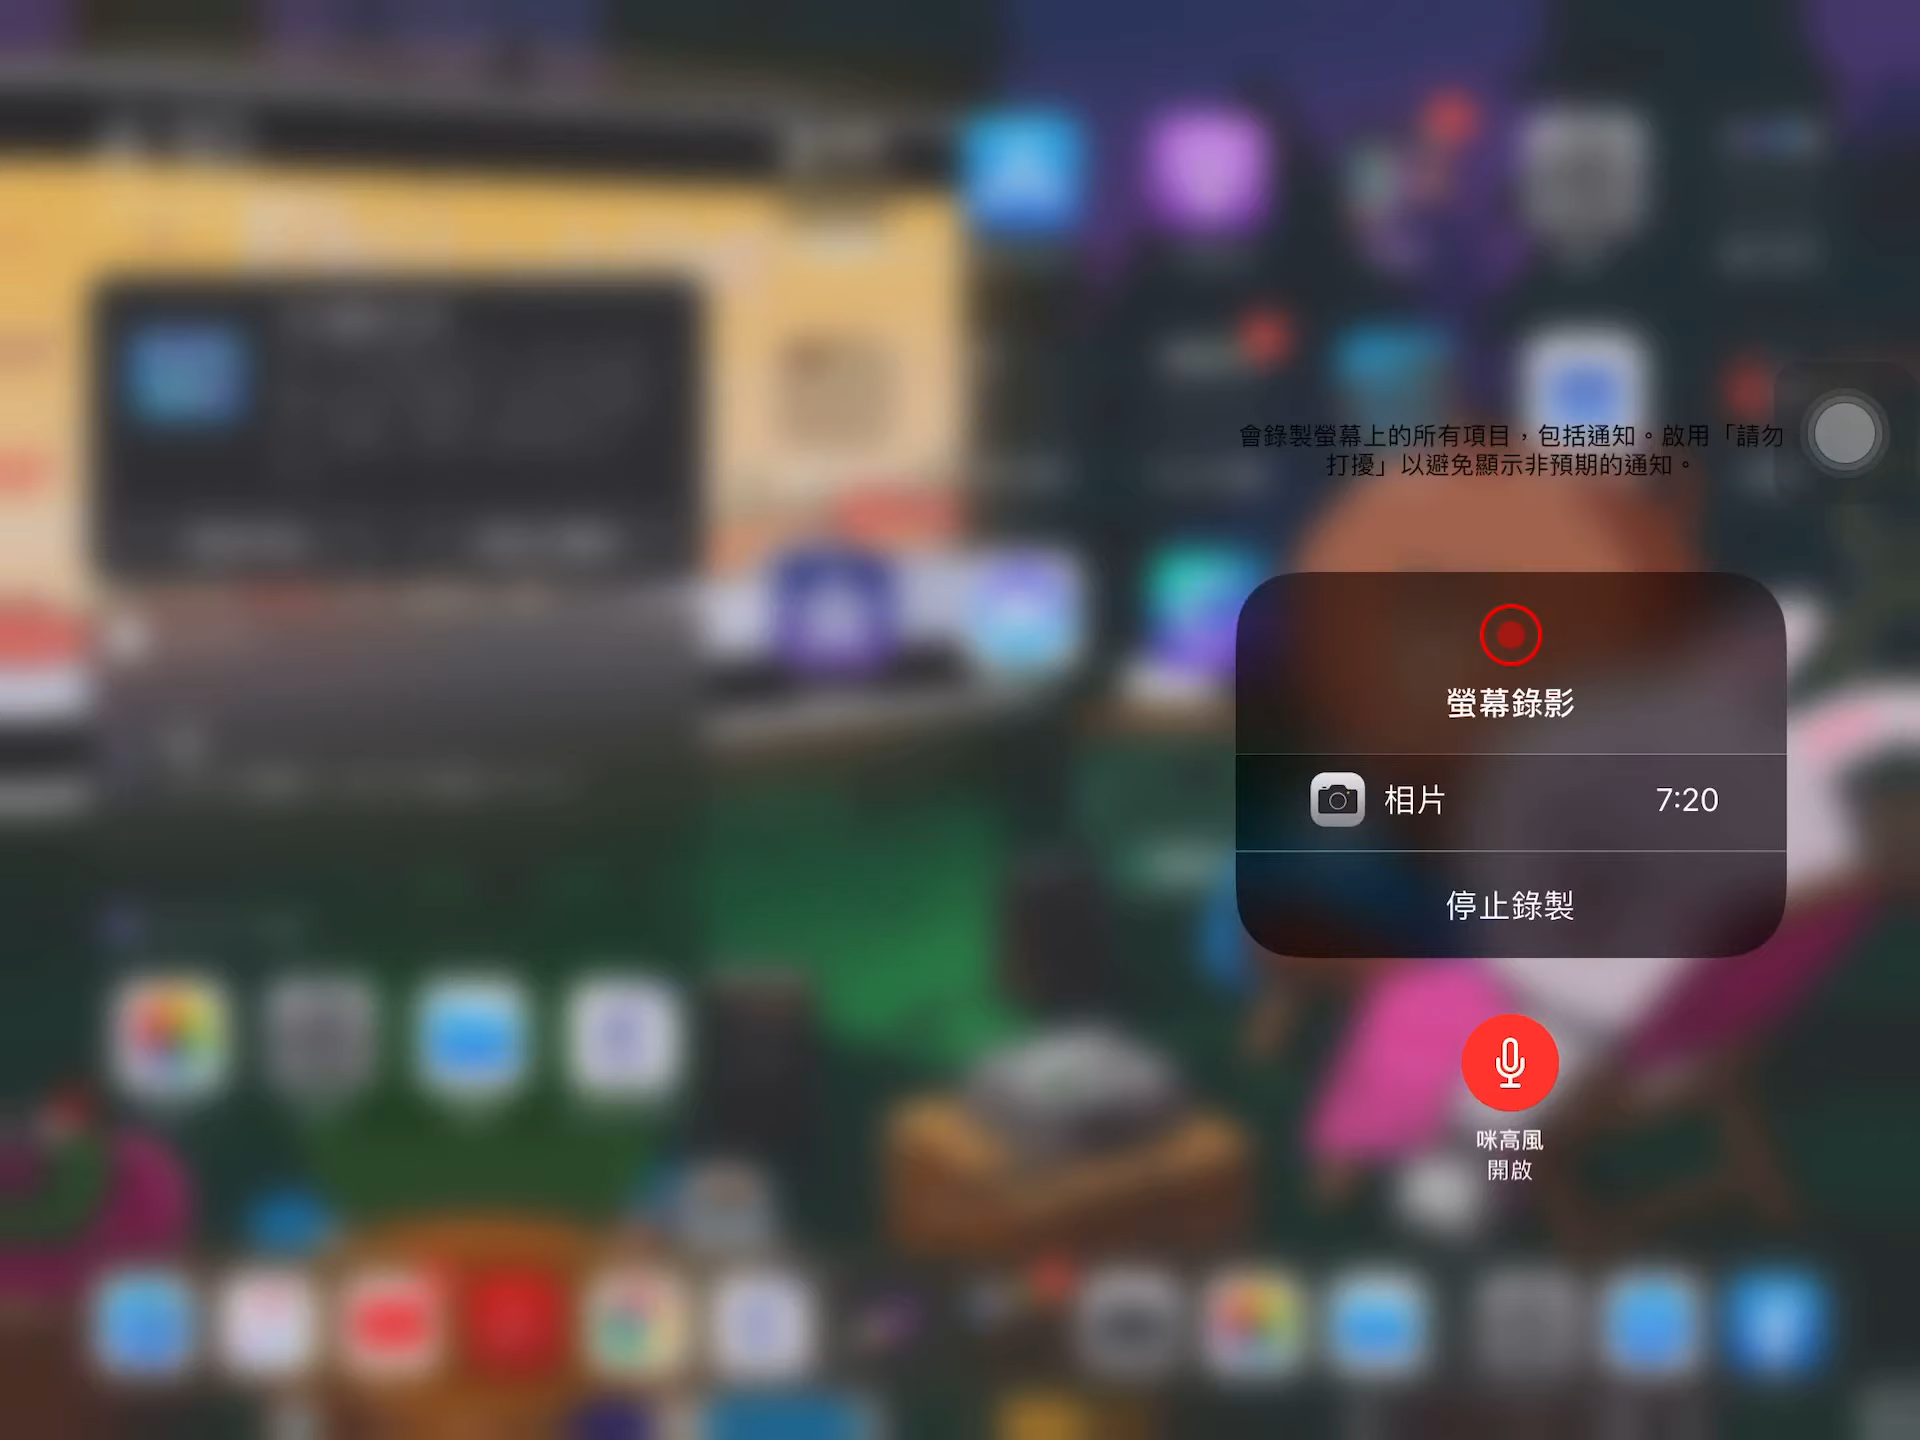 會錄製螢幕上的所有項目，包括通知。啟用「請勿
打擾」以避免顯示非預期的通知。
螢幕錄影
相片 7:20
停止錄製
咪高風
開啟